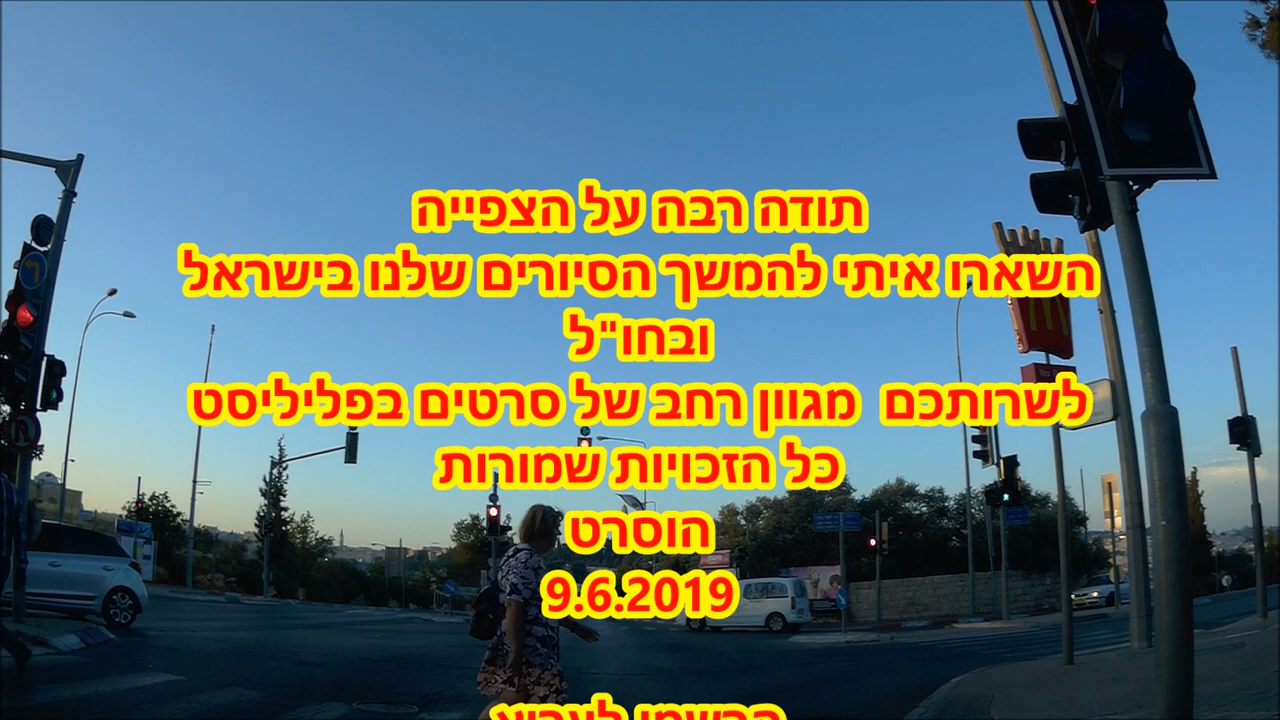 תודה רבה על הצפייה
השארו איתי להמשך הסיורים שלנו בישראל
ובחו"ל
לשרותכם  מגוון רחב של סרטים בפליליסט
כל הזכויות שמורות
הוסרט
9.6.2019